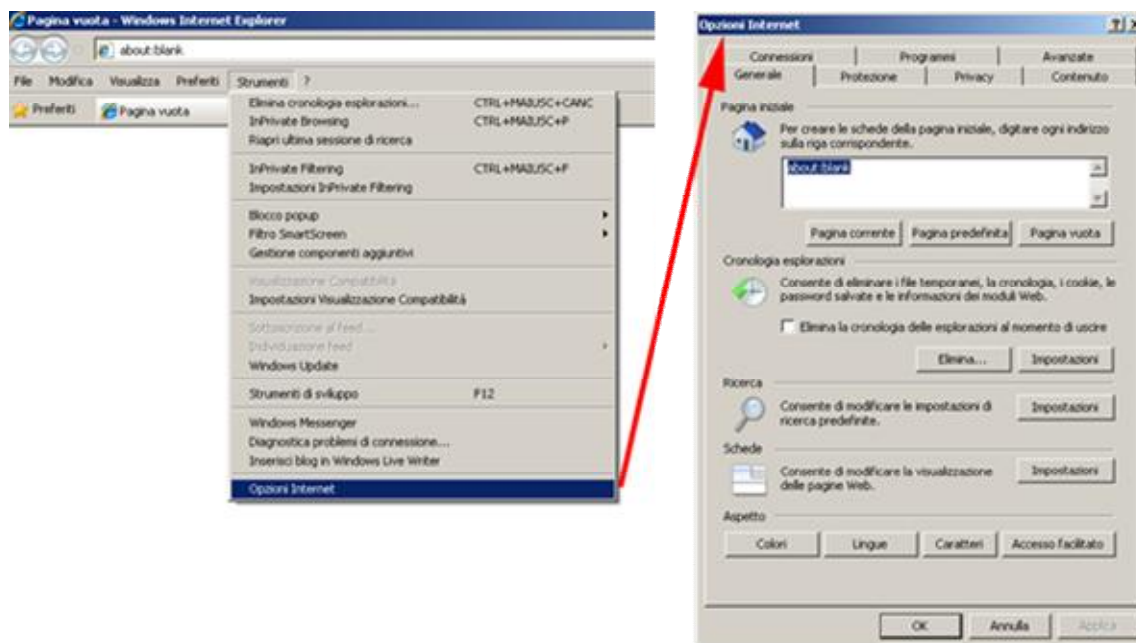 Pagina vuota - Windows Internet Explorer
about:blank
File Modifica Visualizza Preferiti Strumenti ?
Preferiti Pagina vuota
Elimina cronologia esplorazioni... CTRL+MAIUSC+CANC
InPrivate Browsing CTRL+MAIUSC+P
Riapri ultima sessione di ricerca
InPrivate Filtering CTRL+MAIUSC+F
Impostazioni InPrivate Filtering
Blocco popup
Filtro SmartScreen
Gestione componenti aggiuntivi
Visualizzazione Compatibilità
Impostazioni Visualizzazione Compatibilità
Sottoscrizione al feed...
Individuazione feed
Windows Update
Strumenti di sviluppo F12
Windows Messenger
Diagnostica problemi di connessione...
Inserisci blog in Windows Live Writer
Opzioni Internet
Opzioni Internet ?
Connessioni Programmi Avanzate
Generale Protezione Privacy Contenuto
Pagina iniziale
Per creare le schede della pagina iniziale, digitare ogni indirizzo
sulla riga corrispondente.
about:blank
Pagina corrente Pagina predefinita Pagina vuota
Cronologia esplorazioni
Consente di eliminare i file temporanei, la cronologia, i cookie, le
password salvate e le informazioni dei moduli Web.
Elimina la cronologia delle esplorazioni al momento di uscire
Elimina... Impostazioni
Ricerca
Consente di modificare le impostazioni di
ricerca predefinite.
Impostazioni
Schede
Consente di modificare la visualizzazione
delle pagine Web.
Impostazioni
Aspetto
Colori Lingue Caratteri Accesso facilitato
OK Annulla Applica